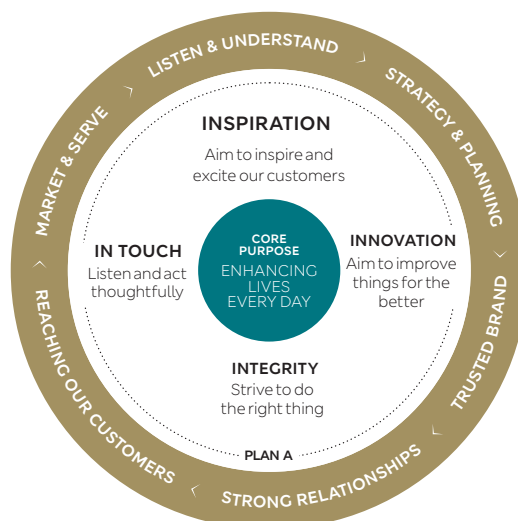 LISTEN & UNDERSTAND
STRATEGY & PLANNING
TRUSTED BRAND
STRONG RELATIONSHIPS
REACHING OUR CUSTOMERS
MARKET & SERVE
INSPIRATION
Aim to inspire and
excite our customers
IN TOUCH
Listen and act
thoughtfully
CORE
PURPOSE
ENHANCING
LIVES
EVERY DAY
INNOVATION
Aim to improve
things for the
better
INTEGRITY
Strive to do
the right thing
PLAN A